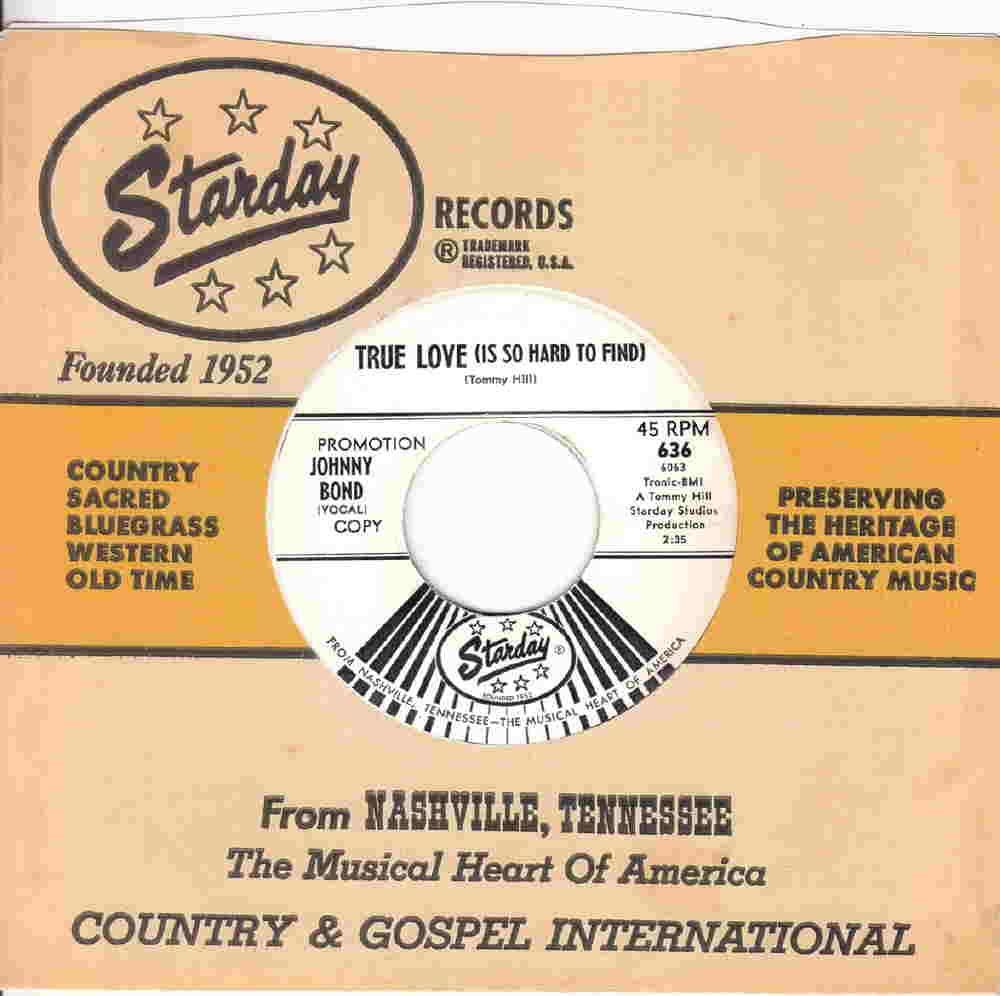 Starday
RECORDS
® TRADEMARK
REGISTERED, U.S.A.
Founded 1952
COUNTRY
SACRED
BLUEGRASS
WESTERN
OLD TIME
TRUE LOVE (IS SO HARD TO FIND)
(Tommy Hill)
PROMOTION
JOHNNY
BOND
(VOCAL)
COPY
45 RPM
636
6063
Tronic-BMI
A Tommy Hill
Starday Studios
Production
2:35
Starday ®
FOUNDED 1952
FROM NASHVILLE, TENNESSEE—THE MUSICAL HEART OF AMERICA
PRESERVING
THE HERITAGE
OF AMERICAN
COUNTRY MUSIC
From NASHVILLE, TENNESSEE
The Musical Heart Of America
COUNTRY & GOSPEL INTERNATIONAL